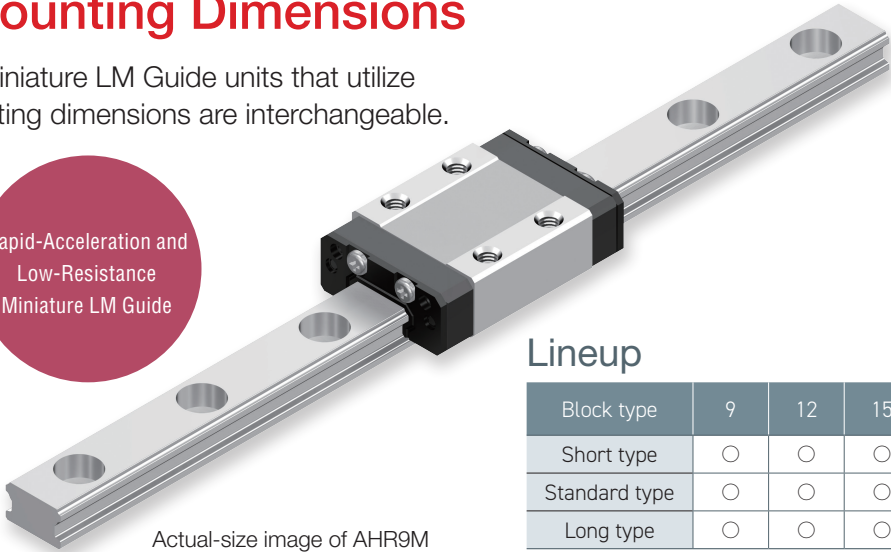 ounting Dimensions
iniature LM Guide units that utilize
ting dimensions are interchangeable.
apid-Acceleration and
Low-Resistance
Miniature LM Guide
Lineup
Block type 9 12 15
Short type ○ ○ ○
Standard type ○ ○ ○
Long type ○ ○ ○
Actual-size image of AHR9M